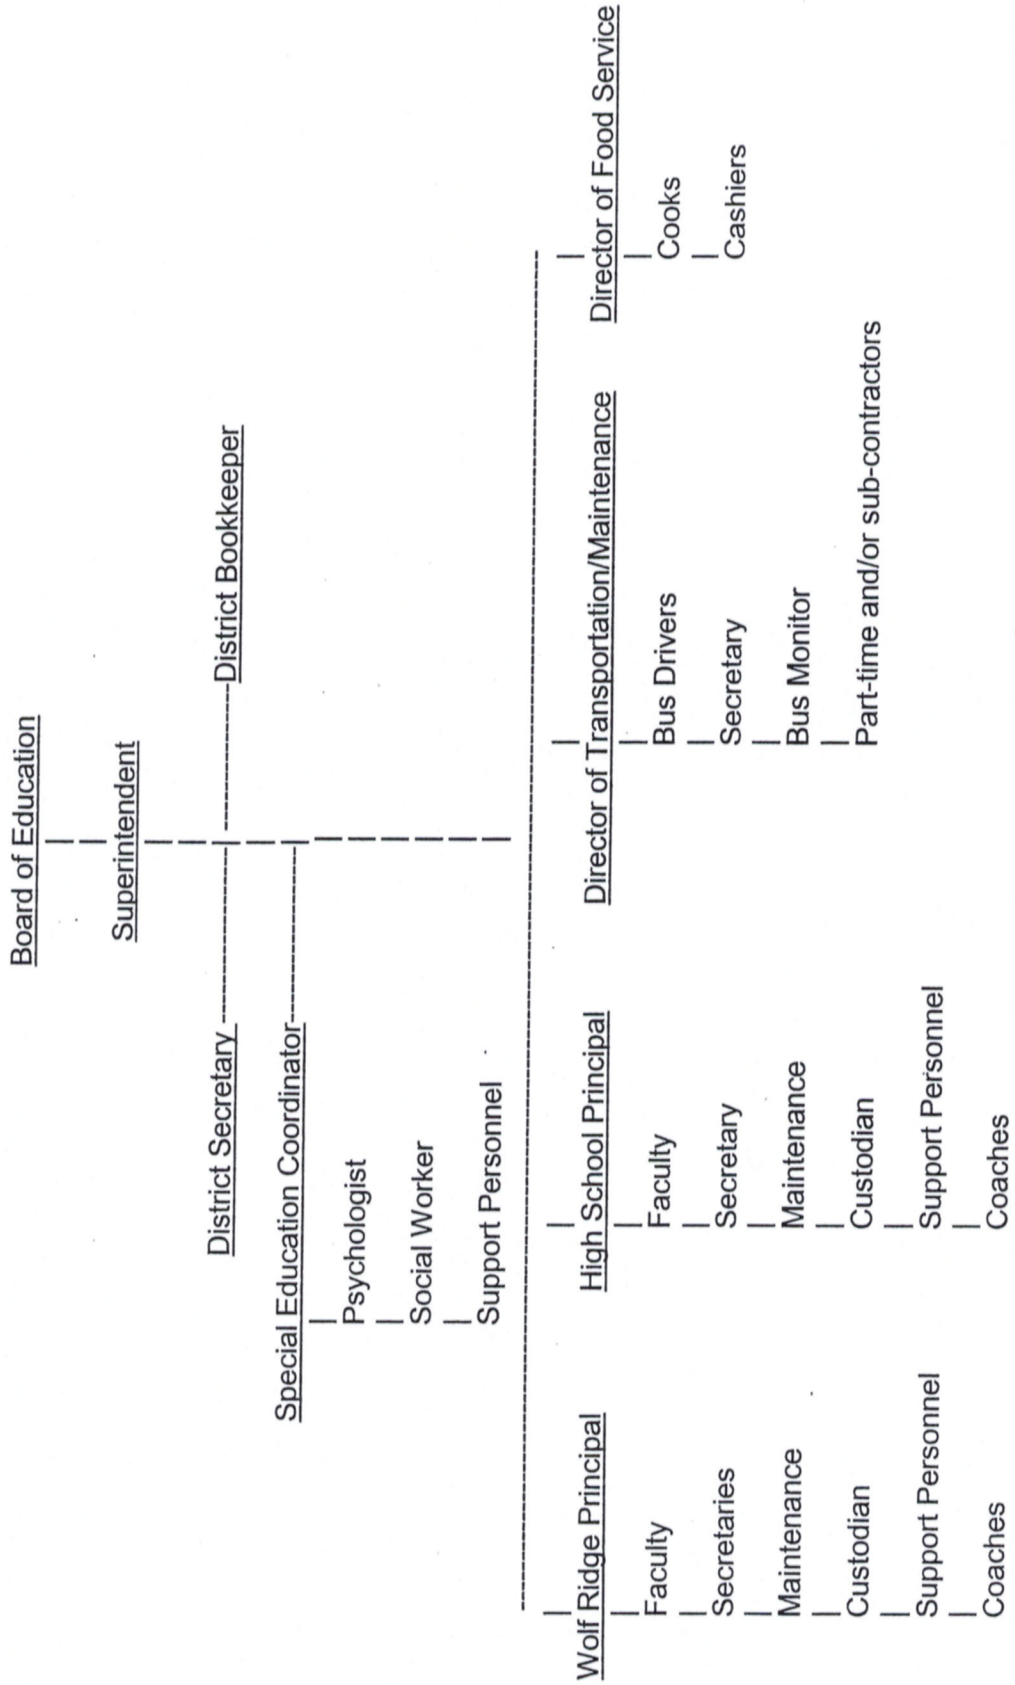 Board of Education
Superintendent
District Secretary
District Bookkeeper
Special Education Coordinator
Psychologist
Social Worker
Support Personnel
Wolf Ridge Principal
Faculty
Secretaries
Maintenance
Custodian
Support Personnel
Coaches
High School Principal
Faculty
Secretary
Maintenance
Custodian
Support Personnel
Coaches
Director of Transportation/Maintenance
Bus Drivers
Secretary
Bus Monitor
Part-time and/or sub-contractors
Director of Food Service
Cooks
Cashiers